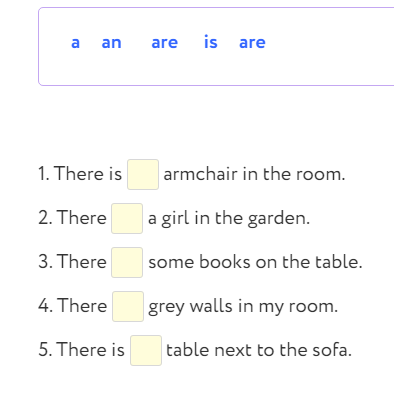 a an are is are
1. There is armchair in the room.
2. There a girl in the garden.
3. There some books on the table.
4. There grey walls in my room.
5. There is table next to the sofa.